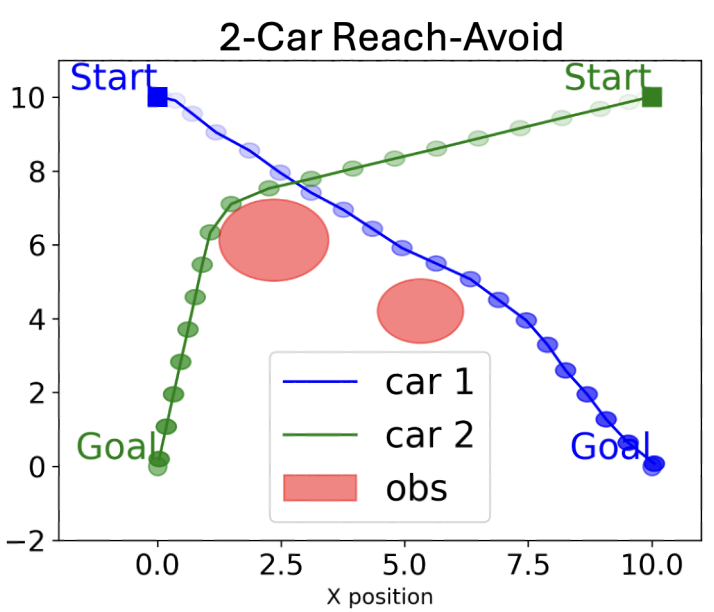 2-Car Reach-Avoid
Start
Start
10
8
6
4
2
0
−2
Goal
Goal
car 1
car 2
obs
0.0
2.5
5.0
7.5
10.0
X position